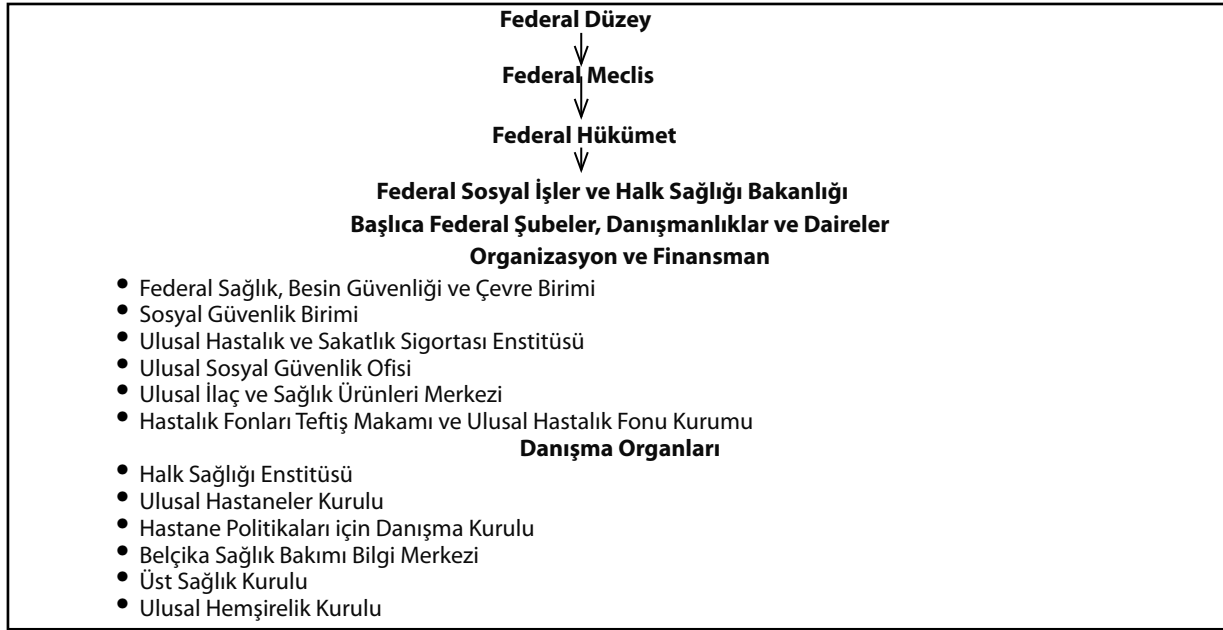 Federal Düzey
Federal Meclis
Federal Hükümet
Federal Sosyal İşler ve Halk Sağlığı Bakanlığı
Başlıca Federal Şubeler, Danışmanlıklar ve Daireler
Organizasyon ve Finansman
• Federal Sağlık, Besin Güvenliği ve Çevre Birimi
• Sosyal Güvenlik Birimi
• Ulusal Hastalık ve Sakatlık Sigortası Enstitüsü
• Ulusal Sosyal Güvenlik Ofisi
• Ulusal İlaç ve Sağlık Ürünleri Merkezi
• Hastalık Fonları Teftiş Makamı ve Ulusal Hastalık Fonu Kurumu
Danışma Organları
• Halk Sağlığı Enstitüsü
• Ulusal Hastaneler Kurulu
• Hastane Politikaları için Danışma Kurulu
• Belçika Sağlık Bakımı Bilgi Merkezi
• Üst Sağlık Kurulu
• Ulusal Hemşirelik Kurulu